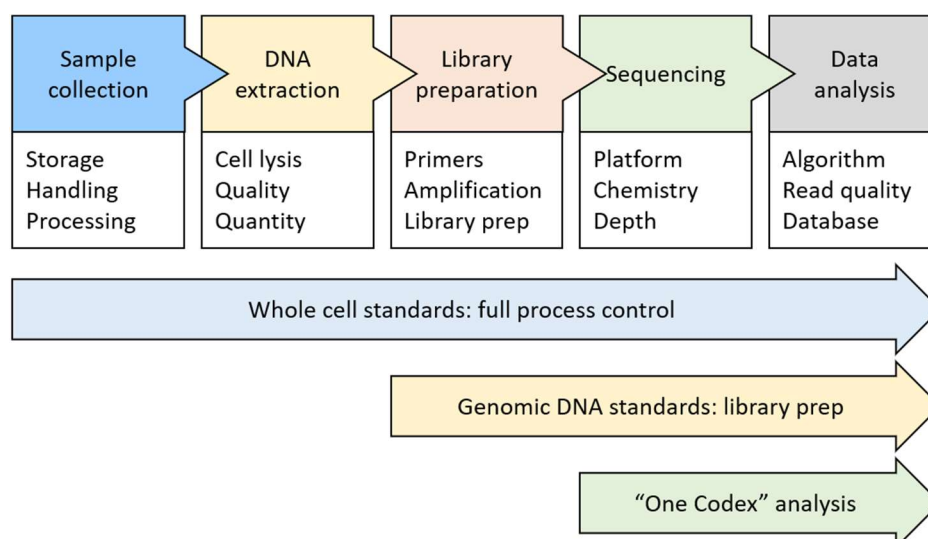 Sample
collection
DNA
extraction
Library
preparation
Sequencing
Data
analysis
Storage
Handling
Processing
Cell lysis
Quality
Quantity
Primers
Amplification
Library prep
Platform
Chemistry
Depth
Algorithm
Read quality
Database
Whole cell standards: full process control
Genomic DNA standards: library prep
“One Codex” analysis